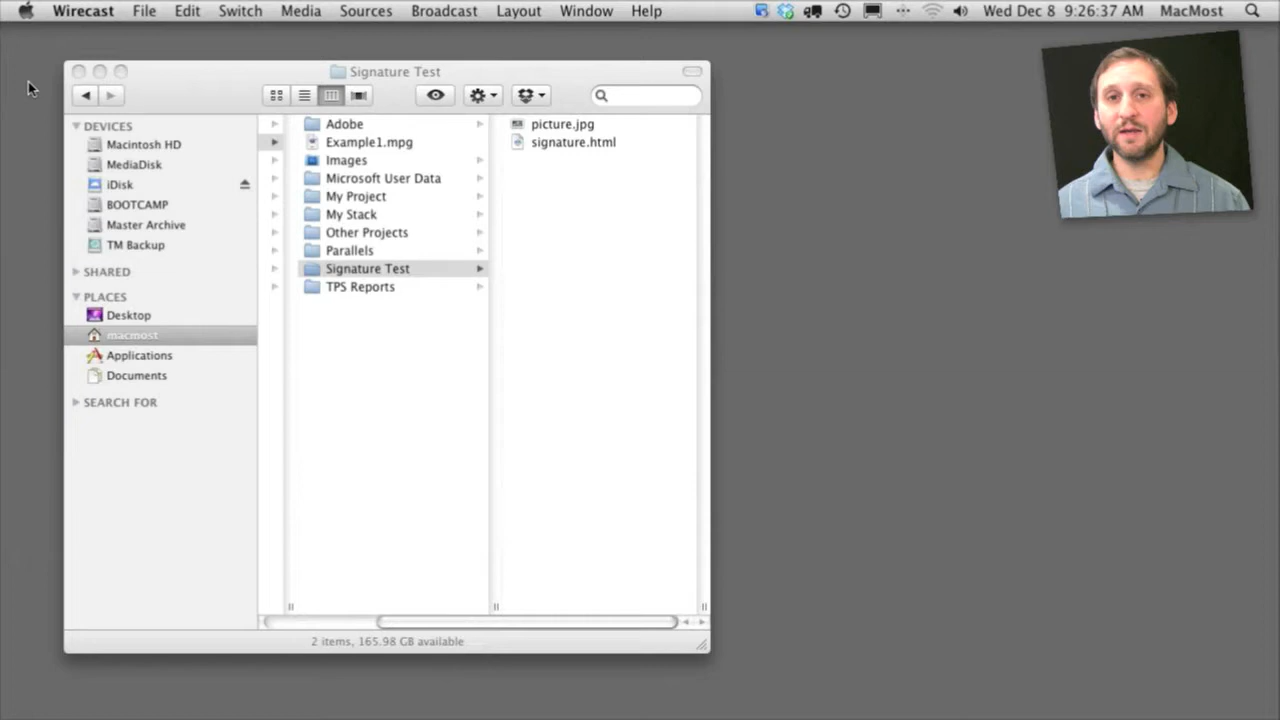 Wirecast File Edit Switch Media Sources Broadcast Layout Window Help Wed Dec 8 9:26:37 AM MacMost
Signature Test
DEVICES
Macintosh HD
MediaDisk
iDisk
BOOTCAMP
Master Archive
TM Backup
SHARED
PLACES
Desktop
macmost
Applications
Documents
SEARCH FOR
Adobe
Example1.mpg
Images
Microsoft User Data
My Project
My Stack
Other Projects
Parallels
Signature Test
TPS Reports
picture.jpg
signature.html
2 items, 165.98 GB available